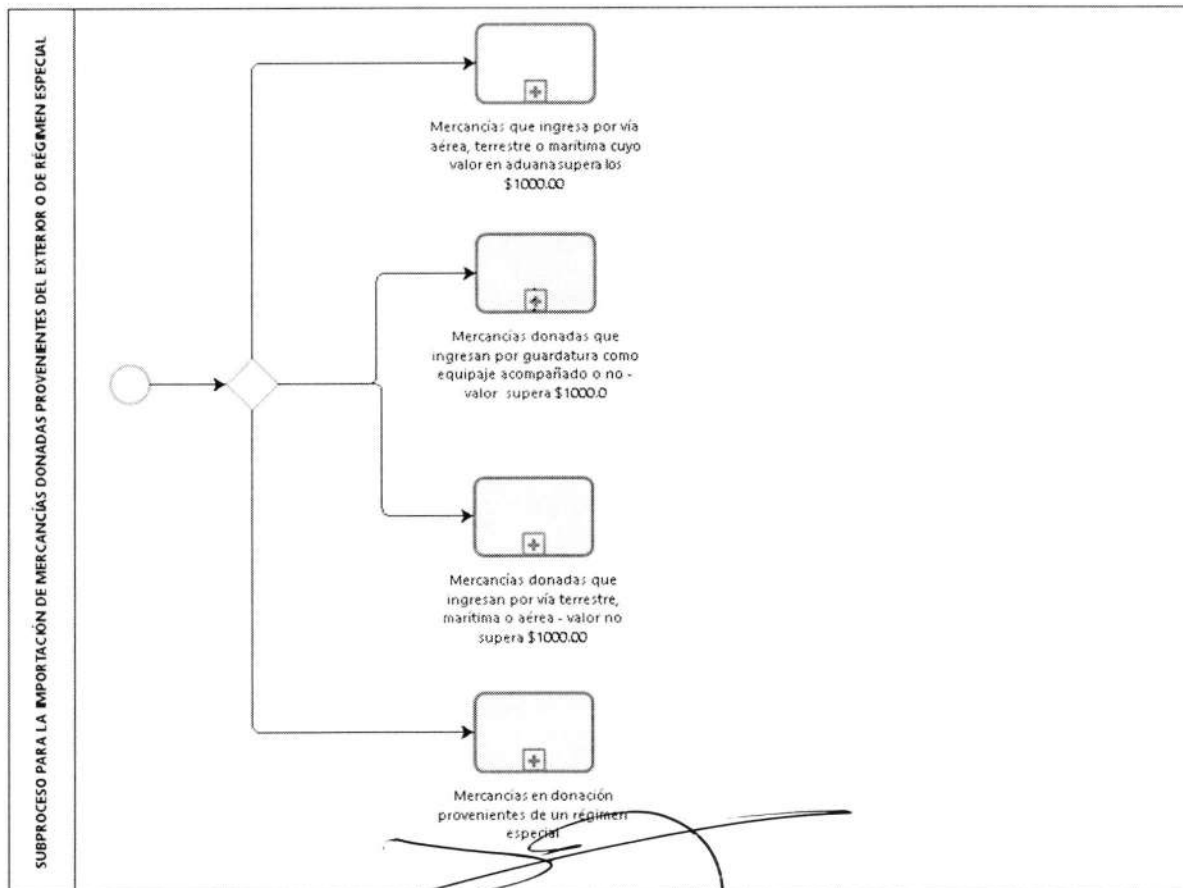 SUBPROCESO PARA LA IMPORTACIÓN DE MERCANCÍAS DONADAS PROVENIENTES DEL EXTERIOR O DE RÉGIMEN ESPECIAL
Mercancías que ingresa por vía
aérea, terrestre o marítima cuyo
valor en aduana supera los
$1000.00
Mercancías donadas que
ingresan por guardatura como
equipaje acompañado o no -
valor supera $1000.0
Mercancías donadas que
ingresan por vía terrestre,
marítima o aérea - valor no
supera $1000.00
Mercancías en donación
provenientes de un régimen
especial